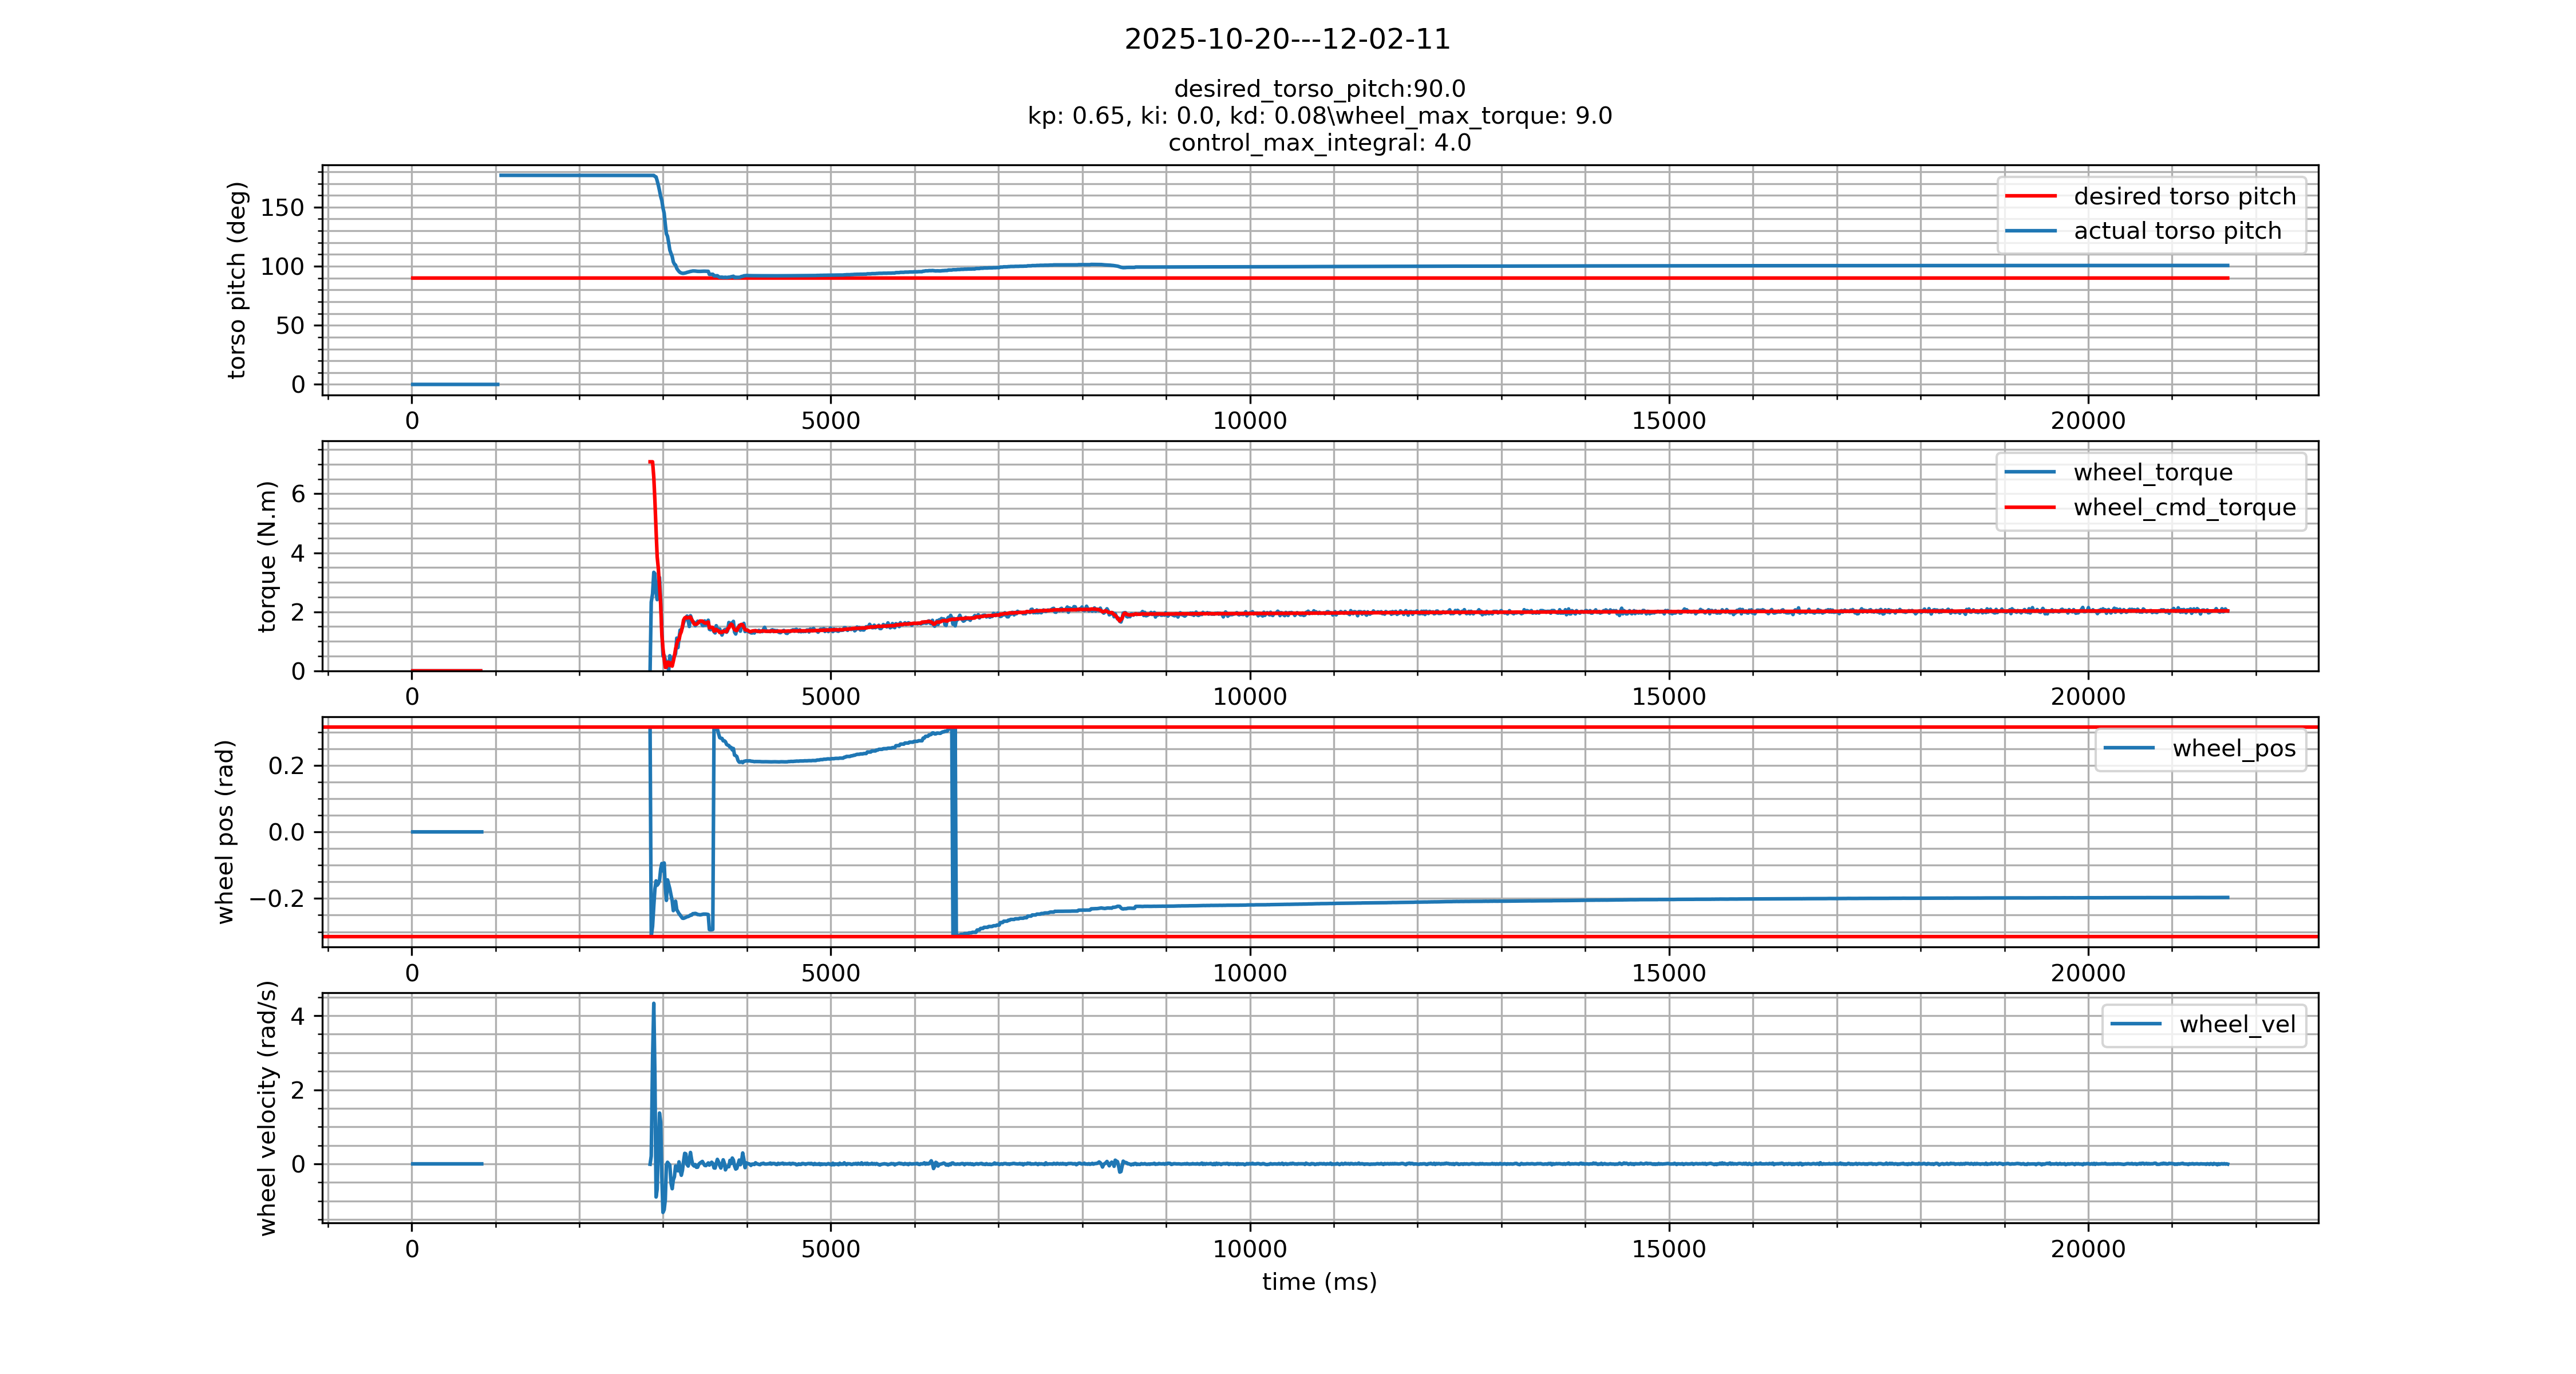 2025-10-20---12-02-11
desired_torso_pitch:90.0
kp: 0.65, ki: 0.0, kd: 0.08\wheel_max_torque: 9.0
control_max_integral: 4.0
torso pitch (deg)
150
100
50
0
desired torso pitch
actual torso pitch
0 5000 10000 15000 20000
torque (N.m)
6
4
2
0
wheel_torque
wheel_cmd_torque
0 5000 10000 15000 20000
wheel pos (rad)
0.2
0.0
−0.2
wheel_pos
0 5000 10000 15000 20000
wheel velocity (rad/s)
4
2
0
wheel_vel
0 5000 10000 15000 20000
time (ms)